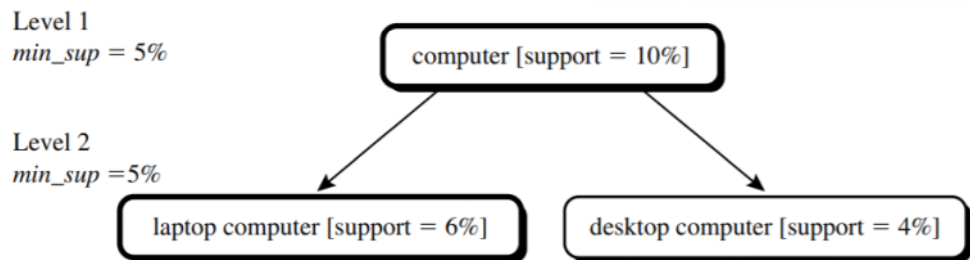 Level 1
min_sup = 5%
computer [support = 10%]
Level 2
min_sup =5%
laptop computer [support = 6%]
desktop computer [support = 4%]